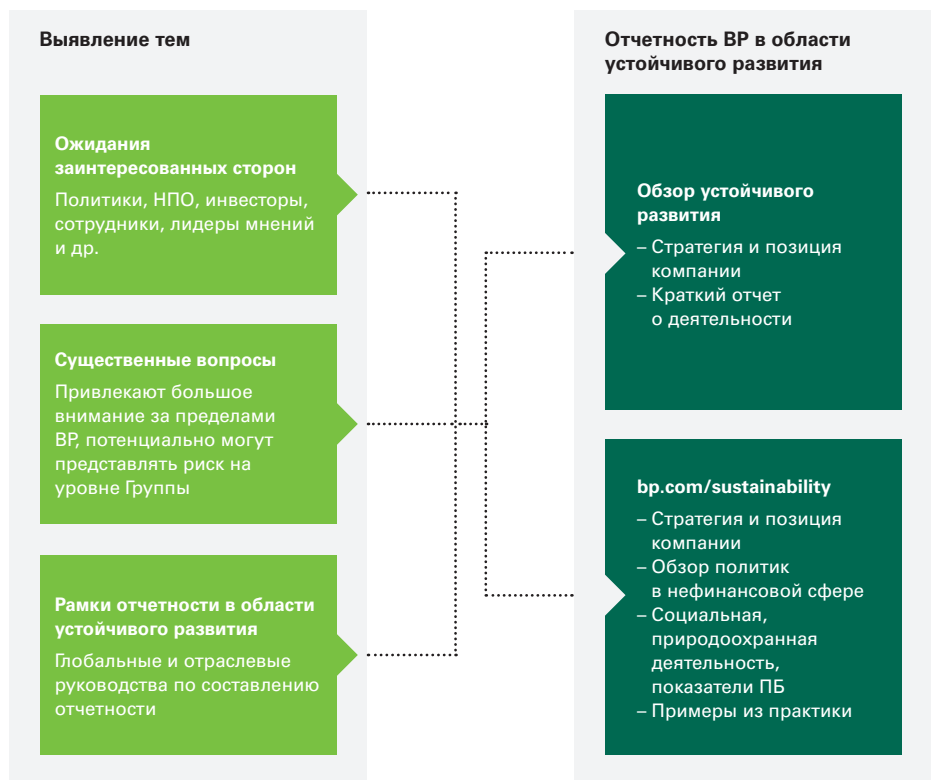 Выявление тем
Ожидания
заинтересованных сторон
Политики, НПО, инвесторы,
сотрудники, лидеры мнений
и др.
Существенные вопросы
Привлекают большое
внимание за пределами
BP, потенциально могут
представлять риск на
уровне Группы
Рамки отчетности в области
устойчивого развития
Глобальные и отраслевые
руководства по составлению
отчетности
Отчетность BP в области
устойчивого развития
Обзор устойчивого
развития
– Стратегия и позиция
компании
– Краткий отчет
о деятельности
bp.com/sustainability
– Стратегия и позиция
компании
– Обзор политик
в нефинансовой сфере
– Социальная,
природоохранная
деятельность,
показатели ПБ
– Примеры из практики